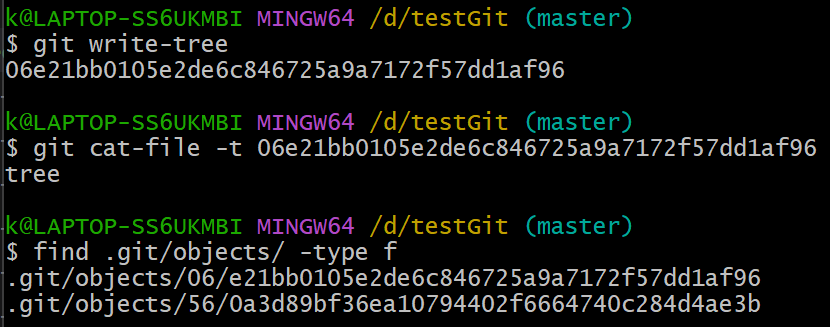 k@LAPTOP-SS6UKMBI MINGW64 /d/testGit (master)
$ git write-tree
06e21bb0105e2de6c846725a9a7172f57dd1af96
k@LAPTOP-SS6UKMBI MINGW64 /d/testGit (master)
$ git cat-file -t 06e21bb0105e2de6c846725a9a7172f57dd1af96
tree
k@LAPTOP-SS6UKMBI MINGW64 /d/testGit (master)
$ find .git/objects/ -type f
.git/objects/06/e21bb0105e2de6c846725a9a7172f57dd1af96
.git/objects/56/0a3d89bf36ea10794402f6664740c284d4ae3b